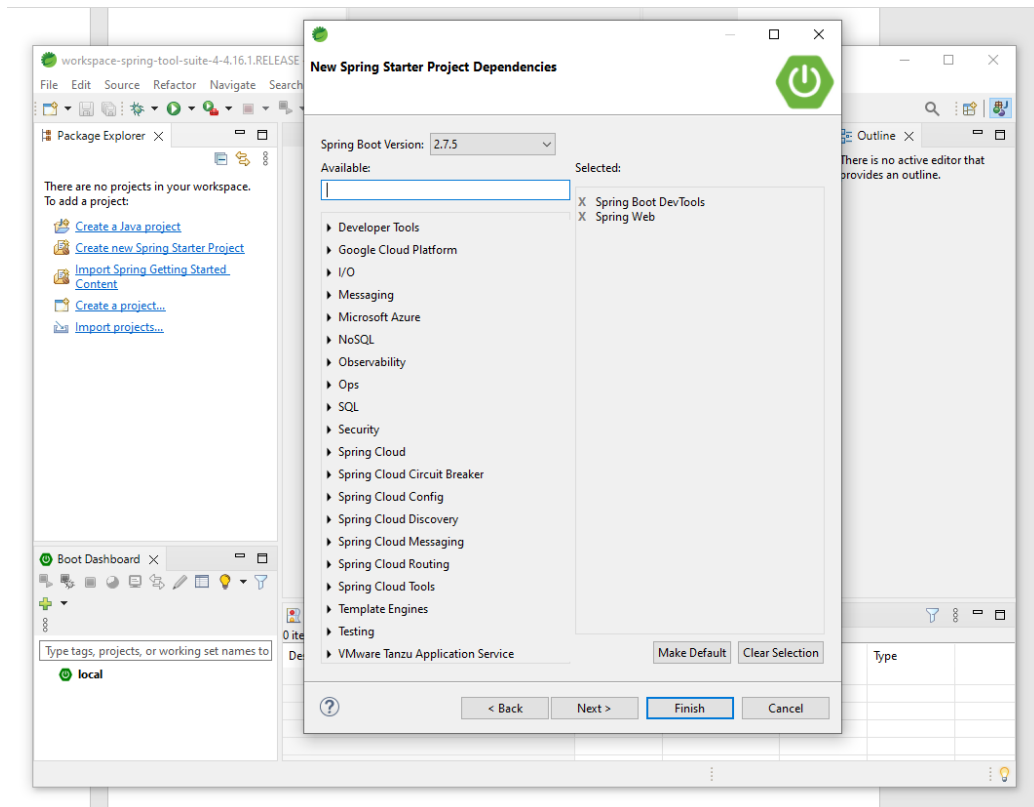 workspace-spring-tool-suite-4-4.16.1.RELEASE
File Edit Source Refactor Navigate Search
Package Explorer
There are no projects in your workspace.
To add a project:
Create a Java project
Create new Spring Starter Project
Import Spring Getting Started
Content
Create a project...
Import projects...
Boot Dashboard
Type tags, projects, or working set names to
local
New Spring Starter Project Dependencies
Spring Boot Version: 2.7.5
Available:
Developer Tools
Google Cloud Platform
I/O
Messaging
Microsoft Azure
NoSQL
Observability
Ops
SQL
Security
Spring Cloud
Spring Cloud Circuit Breaker
Spring Cloud Config
Spring Cloud Discovery
Spring Cloud Messaging
Spring Cloud Routing
Spring Cloud Tools
Template Engines
Testing
VMware Tanzu Application Service
Selected:
X Spring Boot DevTools
X Spring Web
Make Default Clear Selection
? < Back Next > Finish Cancel
Outline
There is no active editor that
provides an outline.
0 ite
De
Type